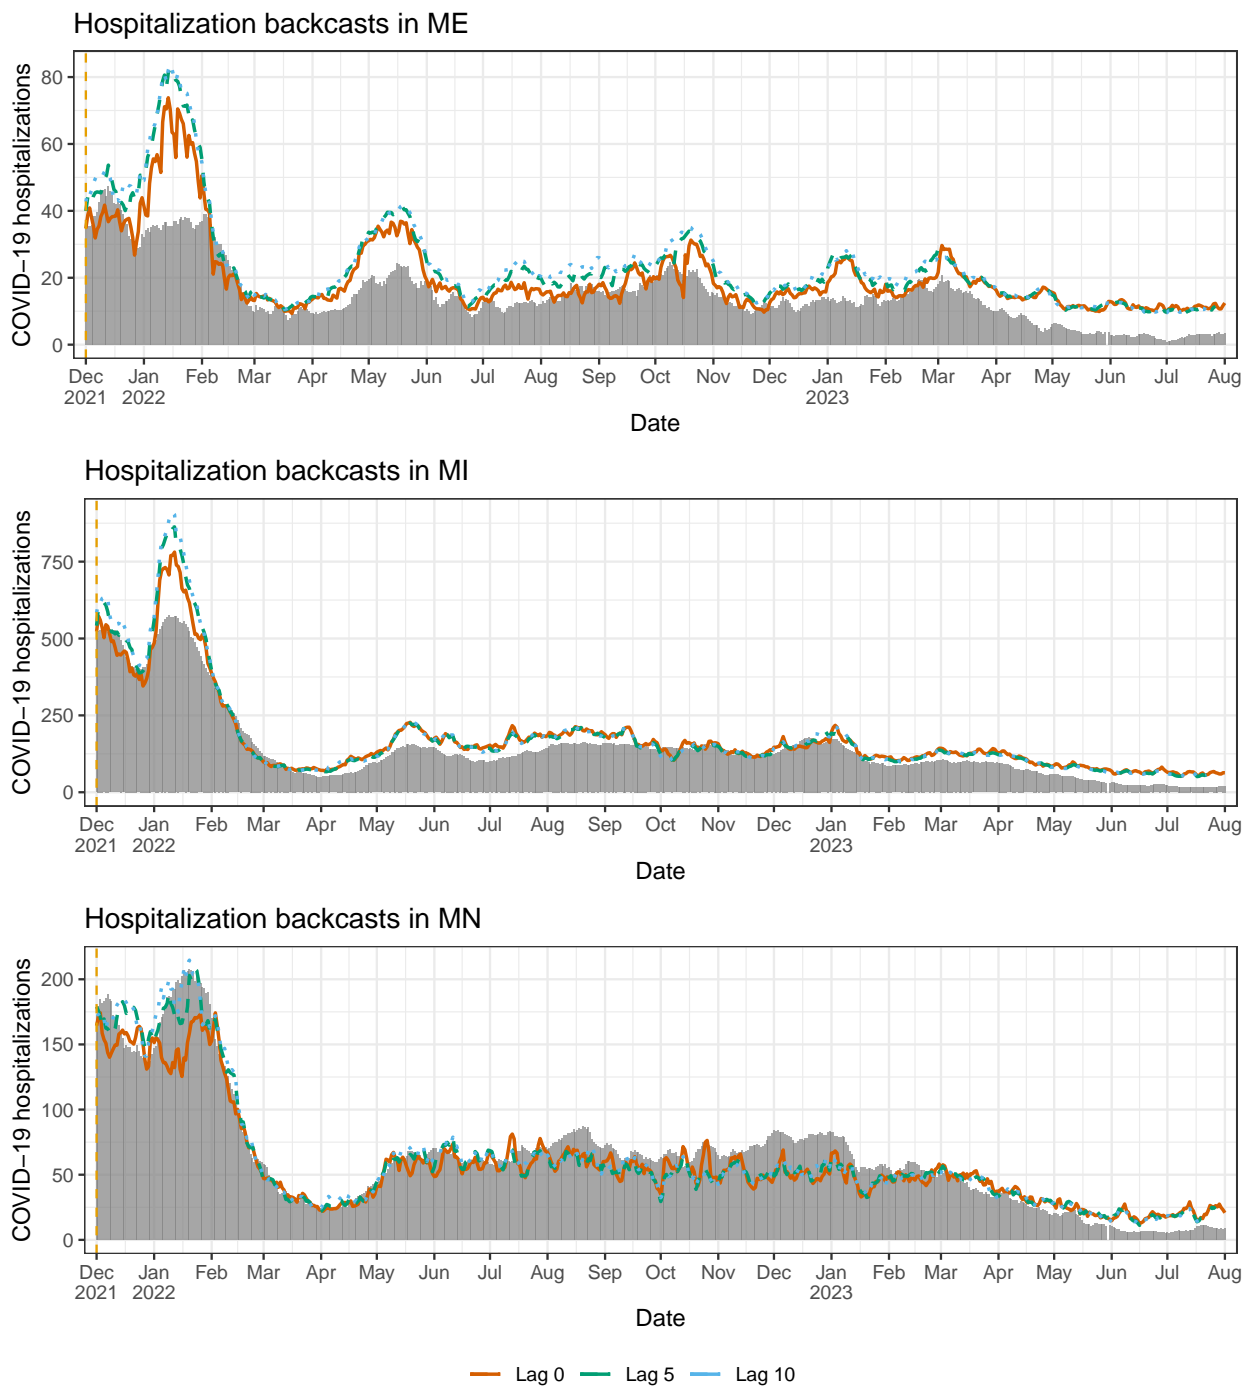 Hospitalization backcasts in ME
COVID−19 hospitalizations
80
60
40
20
0
Dec Jan Feb Mar Apr May Jun Jul Aug Sep Oct Nov Dec Jan Feb Mar Apr May Jun Jul Aug
2021 2022 2023
Date
Hospitalization backcasts in MI
COVID−19 hospitalizations
750
500
250
0
Dec Jan Feb Mar Apr May Jun Jul Aug Sep Oct Nov Dec Jan Feb Mar Apr May Jun Jul Aug
2021 2022 2023
Date
Hospitalization backcasts in MN
COVID−19 hospitalizations
200
150
100
50
0
Dec Jan Feb Mar Apr May Jun Jul Aug Sep Oct Nov Dec Jan Feb Mar Apr May Jun Jul Aug
2021 2022 2023
Date
Lag 0 Lag 5 Lag 10